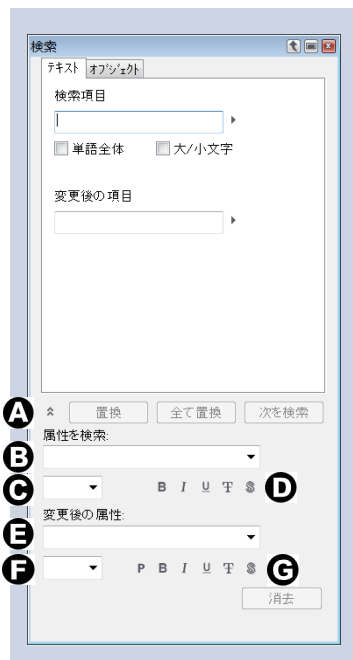 検索
テキスト オブジェクト
検索項目
単語全体 大/小文字
変更後の項目
A 置換 全て置換 次を検索
属性を検索:
B
C B I U T S D
変更後の属性:
E
F P B I U T S G
消去